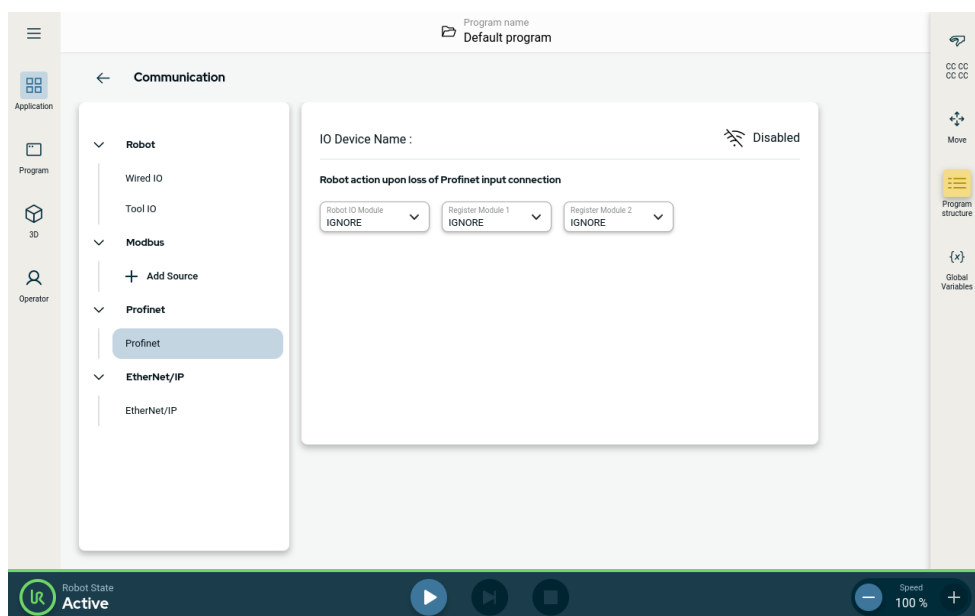 Program name
Default program
Application
Program
3D
Operator
Communication
Robot
Wired IO
Tool IO
Modbus
Add Source
Profinet
Profinet
EtherNet/IP
EtherNet/IP
IO Device Name :
Disabled
Robot action upon loss of Profinet input connection
Robot IO Module
IGNORE
Register Module 1
IGNORE
Register Module 2
IGNORE
CC CC
CC CC
Move
Program
structure
{x}
Global
Variables
UR
Robot State
Active
Speed
100 %